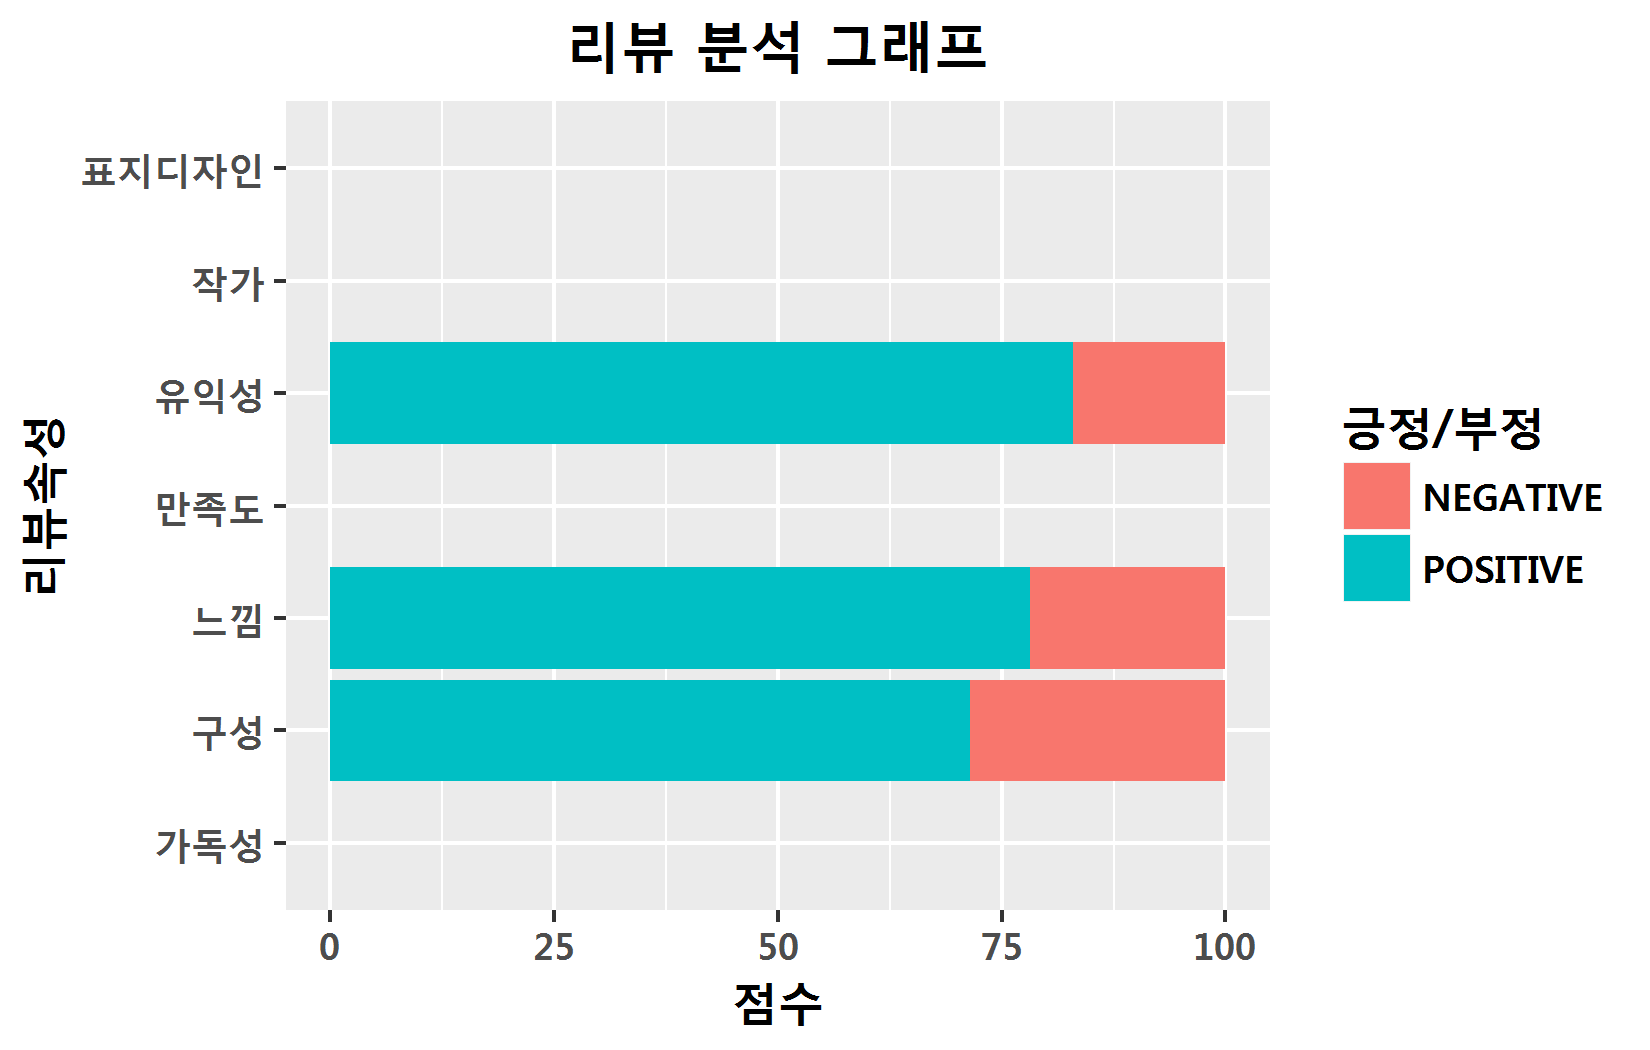 리뷰 분석 그래프
표지디자인
작가
유익성
만족도
느낌
구성
가독성
리뷰속성
0 25 50 75 100
점수
긍정/부정
NEGATIVE
POSITIVE